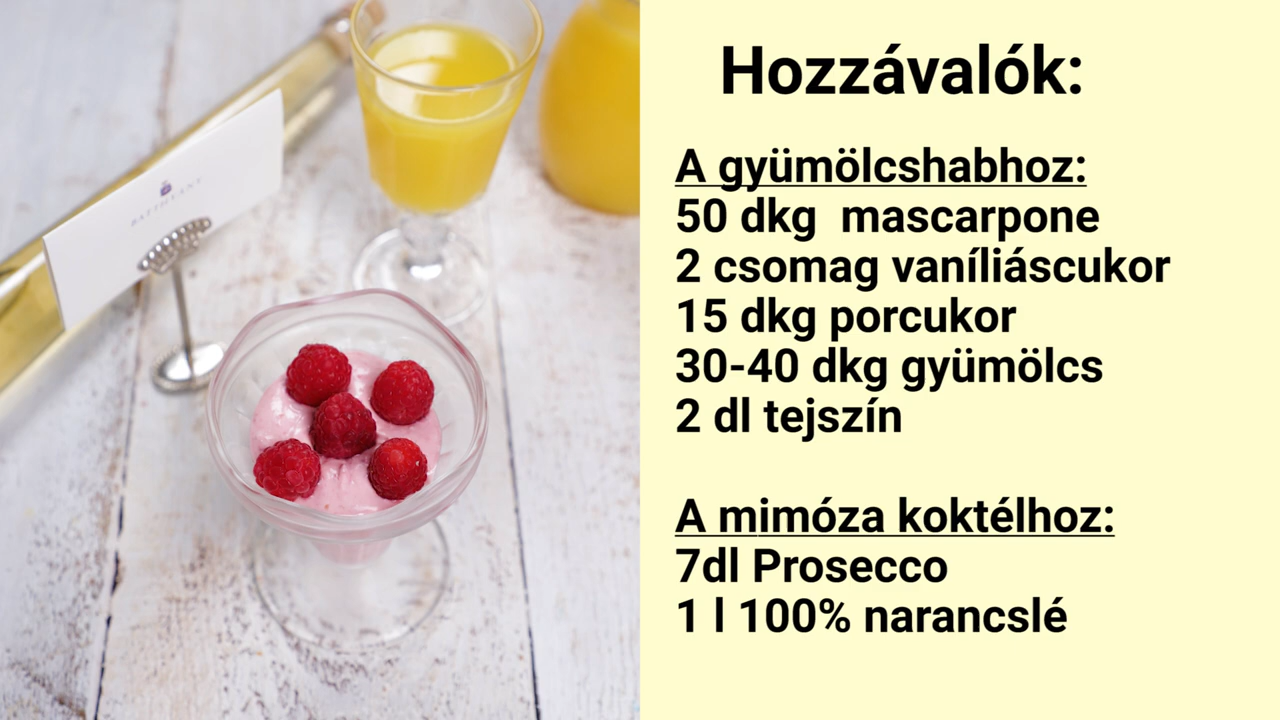 Hozzávalók:
A gyümölcshabhoz:
50 dkg  mascarpone
2 csomag vaníliáscukor
15 dkg porcukor
30-40 dkg gyümölcs
2 dl tejszín
A mimóza koktélhoz:
7dl Prosecco
1 l 100% narancslé